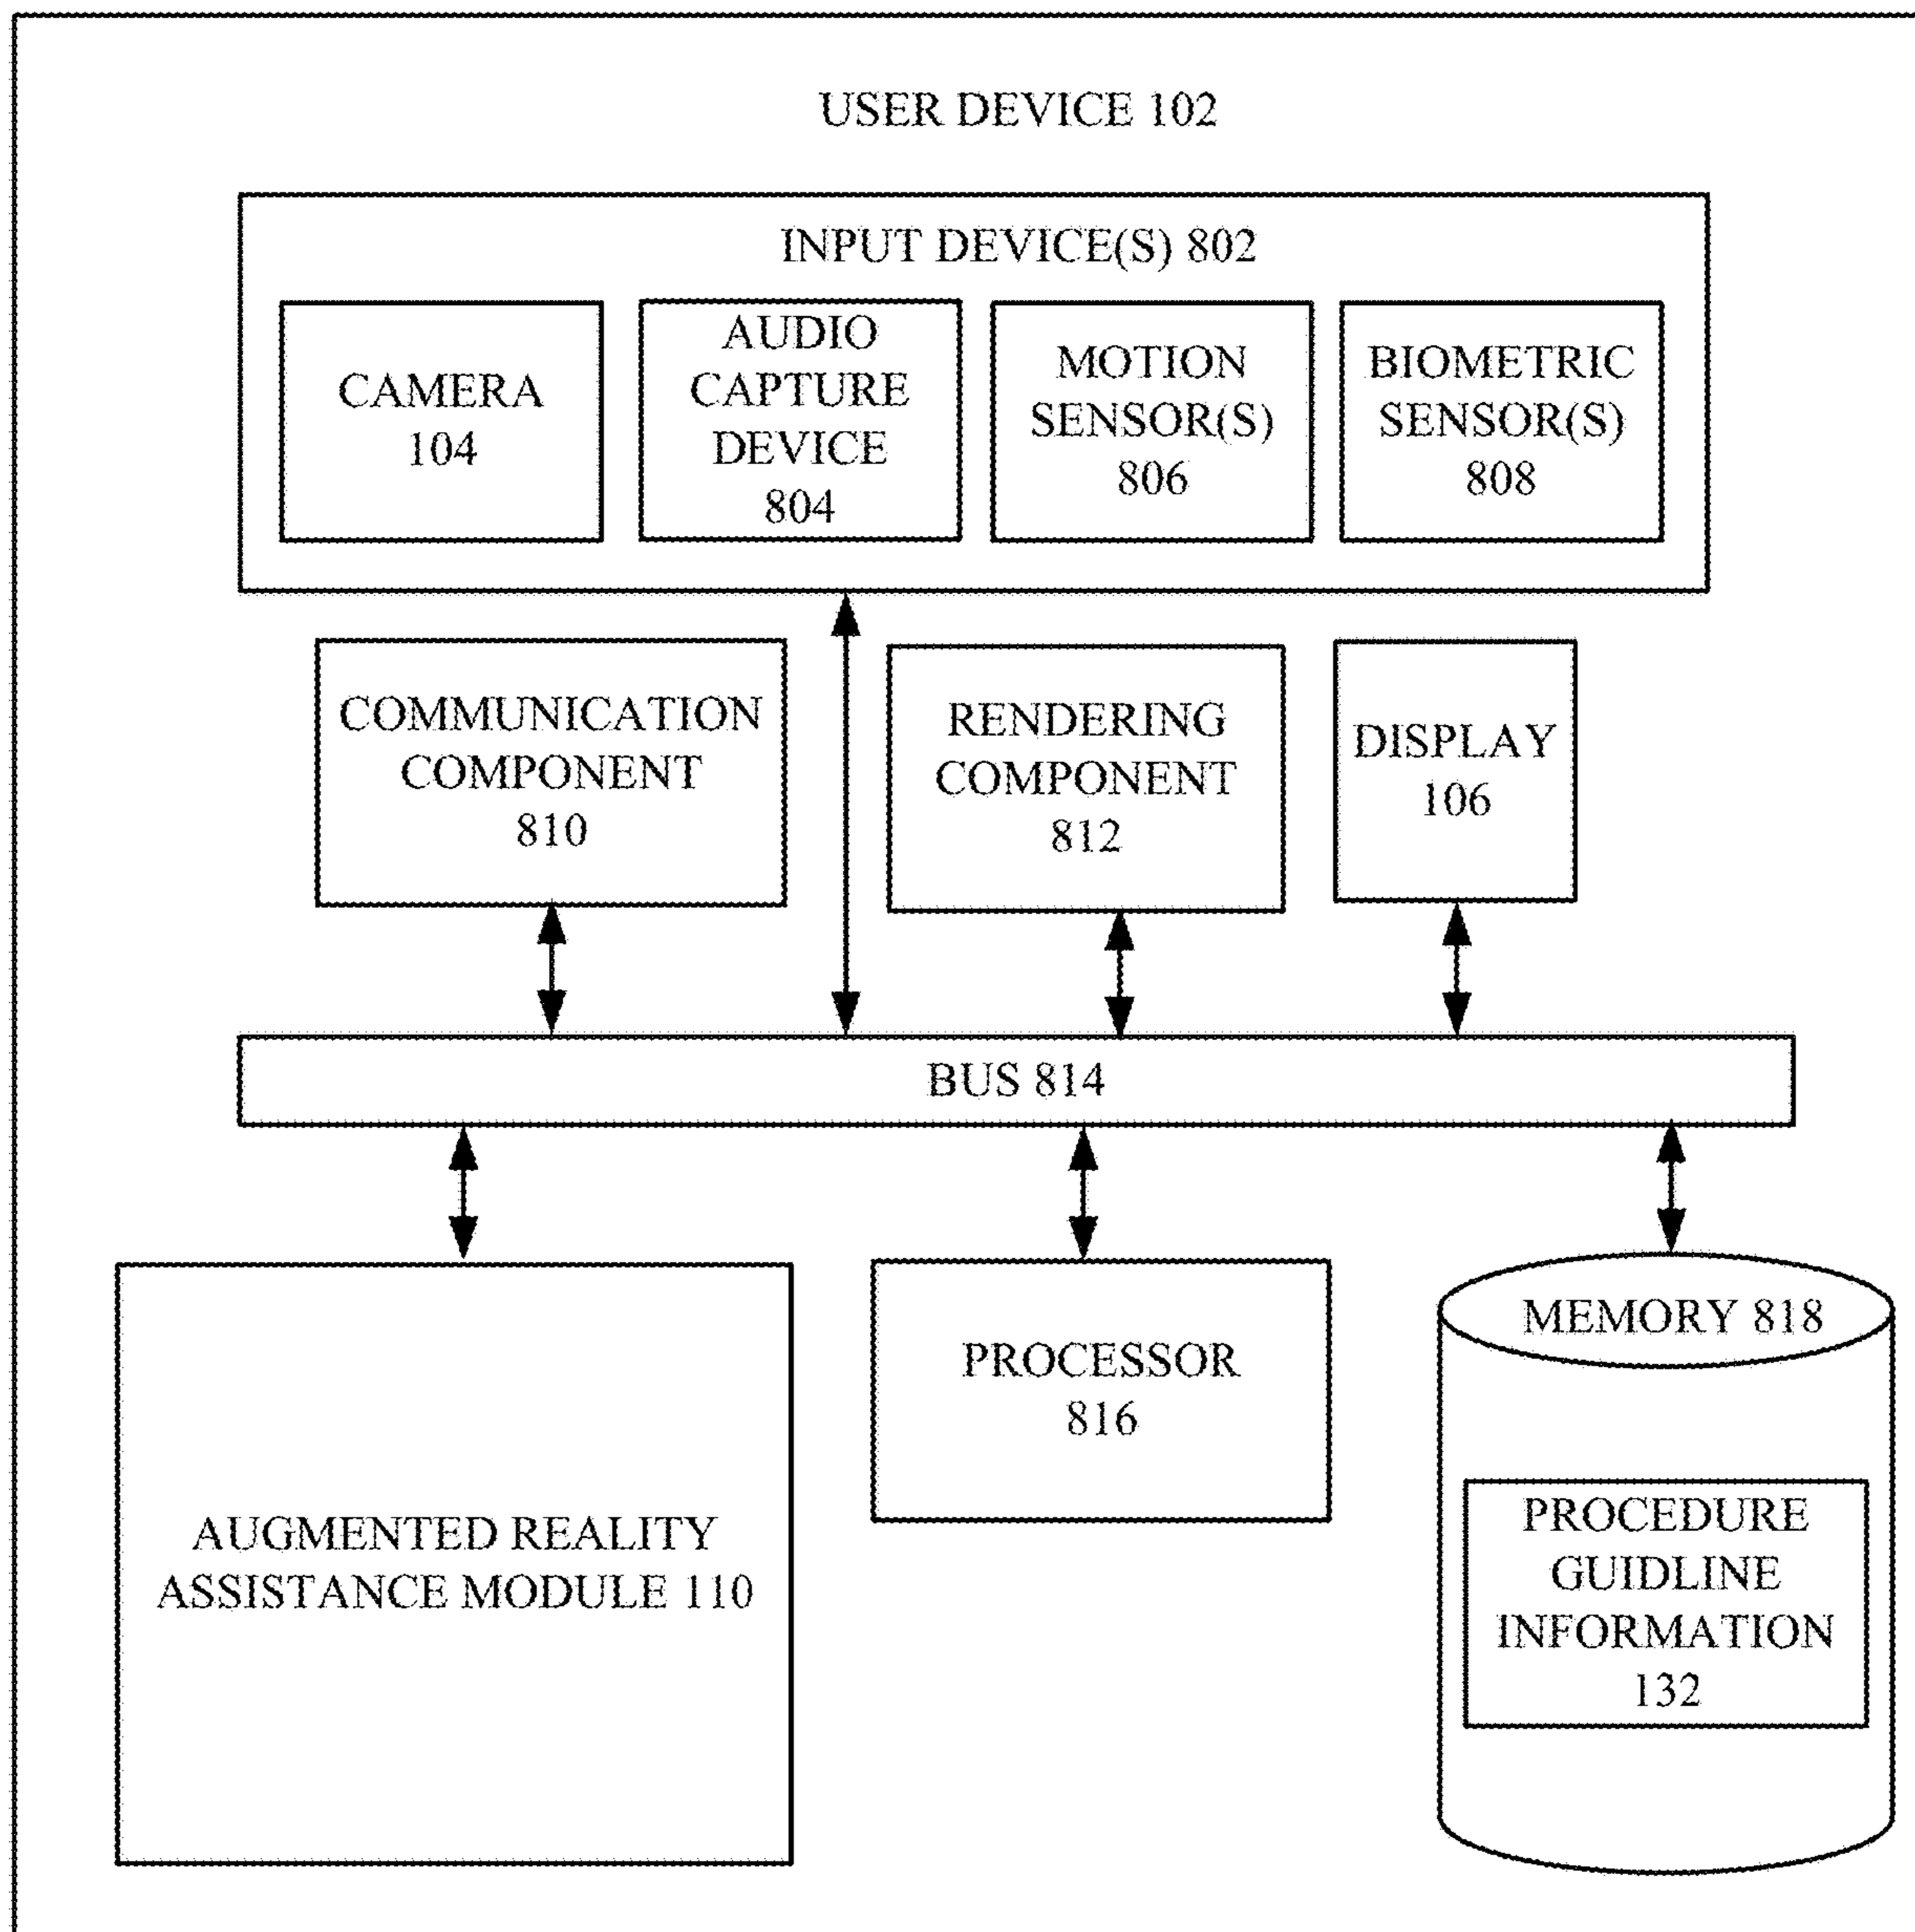 USER DEVICE 102
INPUT DEVICE(S) 802
CAMERA
104
AUDIO
CAPTURE
DEVICE
804
MOTION
SENSOR(S)
806
BIOMETRIC
SENSOR(S)
808
COMMUNICATION
COMPONENT
810
RENDERING
COMPONENT
812
DISPLAY
106
BUS 814
AUGMENTED REALITY
ASSISTANCE MODULE 110
PROCESSOR
816
MEMORY 818
PROCEDURE
GUIDLINE
INFORMATION
132